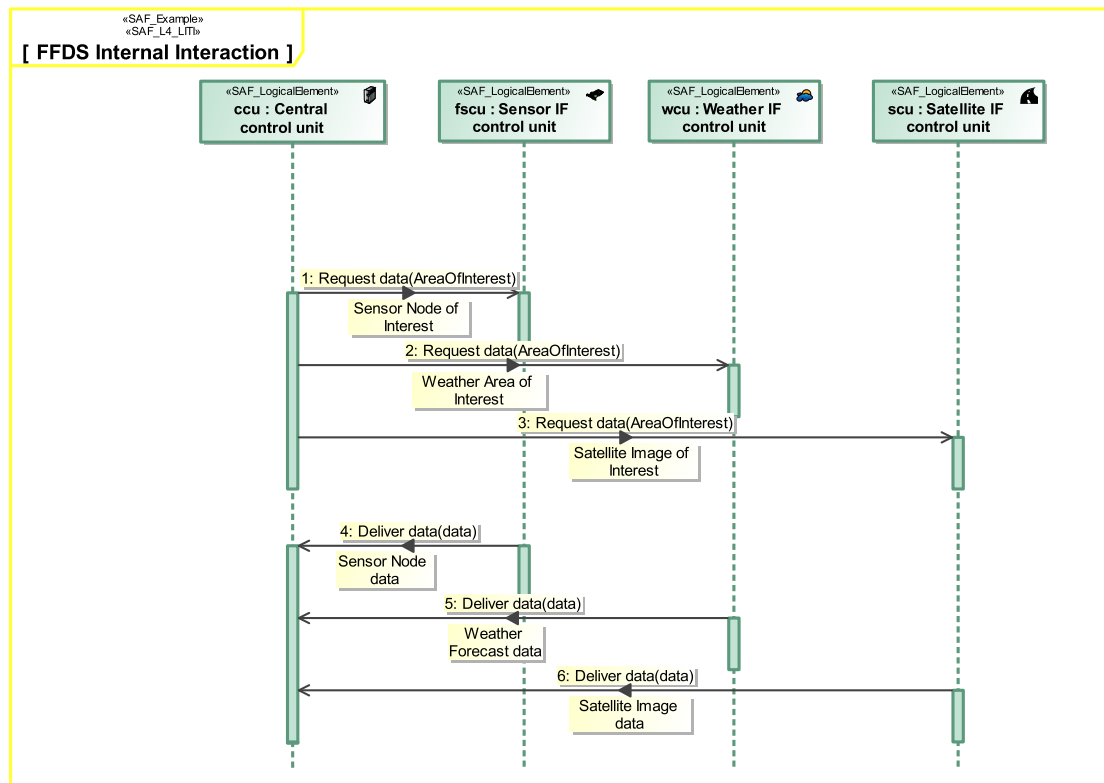 «SAF_Example»
«SAF_L4_LITI»
[ FFDS Internal Interaction ]
«SAF_LogicalElement»
ccu : Central
control unit
«SAF_LogicalElement»
fscu : Sensor IF
control unit
«SAF_LogicalElement»
wcu : Weather IF
control unit
«SAF_LogicalElement»
scu : Satellite IF
control unit
1: Request data(AreaOfInterest)
Sensor Node of
Interest
2: Request data(AreaOfInterest)
Weather Area of
Interest
3: Request data(AreaOfInterest)
Satellite Image of
Interest
4: Deliver data(data)
Sensor Node
data
5: Deliver data(data)
Weather
Forecast data
6: Deliver data(data)
Satellite Image
data